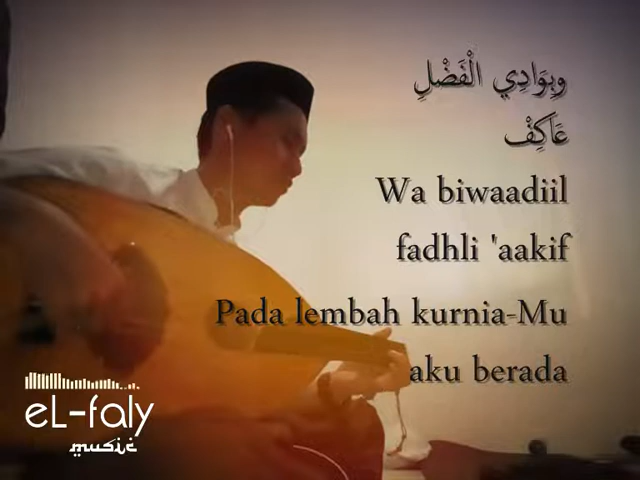 وَبِوَادِي الْفَضْلِ
عَاكِفْ
Wa biwaadiil
fadhli 'aakif
Pada lembah kurnia-Mu
aku berada
eL-faly
music